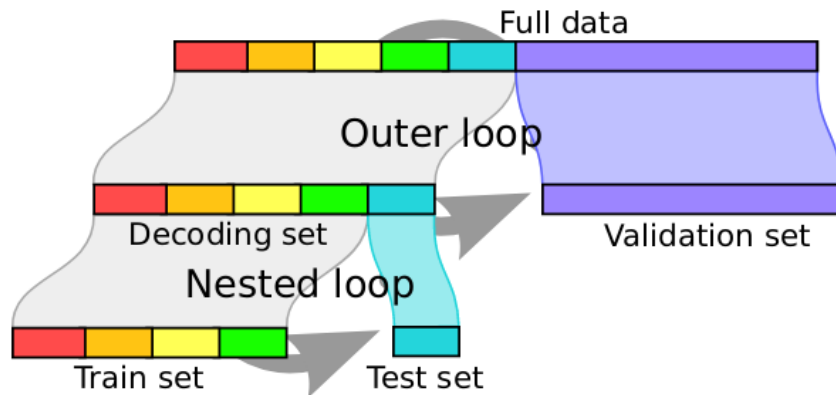 Full data
Outer loop
Decoding set
Validation set
Nested loop
Train set
Test set